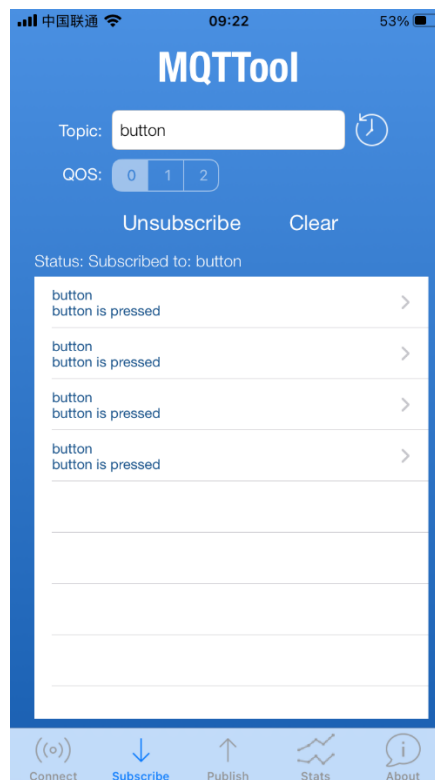 中国联通 09:22 53%
MQTTool
Topic: button
QOS: 0 1 2
Unsubscribe Clear
Status: Subscribed to: button
button
button is pressed
button
button is pressed
button
button is pressed
button
button is pressed
Connect Subscribe Publish Stats About